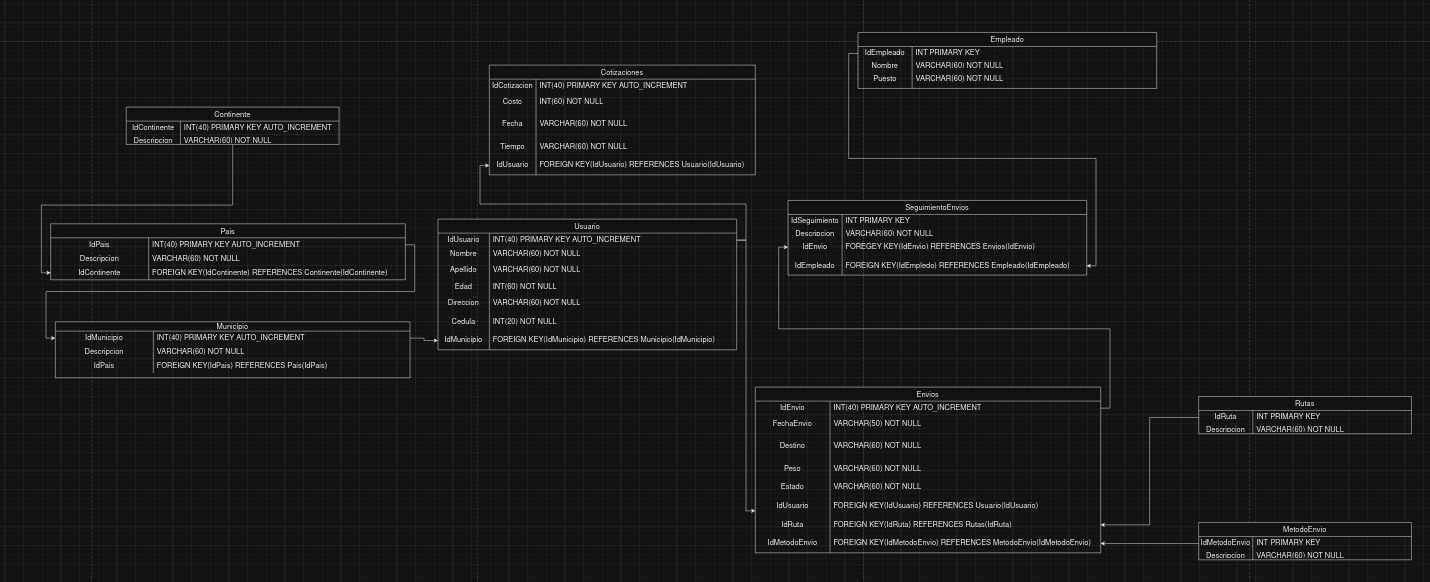 Empleado
IdEmpleado INT PRIMARY KEY
Nombre VARCHAR(60) NOT NULL
Puesto VARCHAR(60) NOT NULL
Cotizaciones
IdCotizacion INT(40) PRIMARY KEY AUTO_INCREMENT
Costo INT(60) NOT NULL
Fecha VARCHAR(60) NOT NULL
Tiempo VARCHAR(60) NOT NULL
IdUsuario FOREIGN KEY(IdUsuario) REFERENCES Usuario(IdUsuario)
Continente
IdContinente INT(40) PRIMARY KEY AUTO_INCREMENT
Descripcion VARCHAR(60) NOT NULL
Pais
IdPais INT(40) PRIMARY KEY AUTO_INCREMENT
Descripcion VARCHAR(60) NOT NULL
IdContinente FOREIGN KEY(IdContinente) REFERENCES Continente(IdContinente)
Usuario
IdUsuario INT(40) PRIMARY KEY AUTO_INCREMENT
Nombre VARCHAR(60) NOT NULL
Apellido VARCHAR(60) NOT NULL
Edad INT(60) NOT NULL
Direccion VARCHAR(60) NOT NULL
Cedula INT(20) NOT NULL
IdMunicipio FOREIGN KEY(IdMunicipio) REFERENCES Municipio(IdMunicipio)
SeguimientoEnvios
IdSeguimiento INT PRIMARY KEY
Descripcion VARCHAR(60) NOT NULL
IdEnvio FOREGEY KEY(IdEnvio) REFERENCES Envios(IdEnvio)
IdEmpleado FOREIGN KEY(IdEmpledo) REFERENCES Empleado(IdEmpleado)
Municipio
IdMunicipio INT(40) PRIMARY KEY AUTO_INCREMENT
Descripcion VARCHAR(60) NOT NULL
IdPais FOREIGN KEY(IdPais) REFERENCES Pais(IdPais)
Envios
IdEnvio INT(40) PRIMARY KEY AUTO_INCREMENT
FechaEnvio VARCHAR(50) NOT NULL
Destino VARCHAR(60) NOT NULL
Peso VARCHAR(60) NOT NULL
Estado VARCHAR(60) NOT NULL
IdUsuario FOREIGN KEY(IdUsuario) REFERENCES Usuario(IdUsuario)
IdRuta FOREIGN KEY(IdRuta) REFERENCES Rutas(IdRuta)
IdMetodoEnvio FOREIGN KEY(IdMetodoEnvio) REFERENCES MetodoEnvio(IdMetodoEnvio)
Rutas
IdRuta INT PRIMARY KEY
Descripcion VARCHAR(60) NOT NULL
MetodoEnvio
IdMetodoEnvio INT PRIMARY KEY
Descripcion VARCHAR(60) NOT NULL